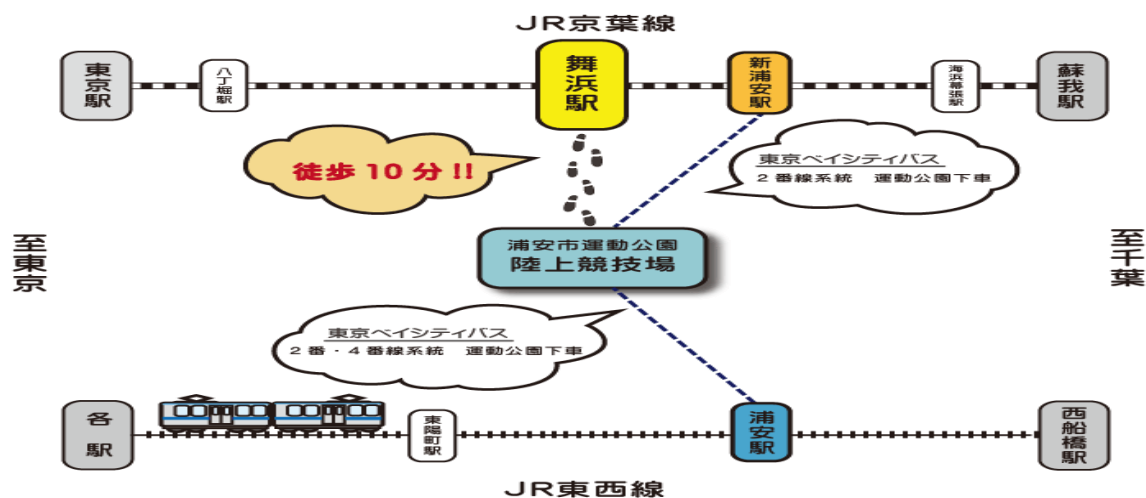 JR京葉線
東京駅
八丁堀駅
舞浜駅
新浦安駅
海浜幕張駅
蘇我駅
徒歩10分!!
東京ベイシティバス
2番線系統　運動公園下車
至東京
浦安市運動公園
陸上競技場
至千葉
東京ベイシティバス
2番・4番線系統　運動公園下車
各駅
東陽町駅
浦安駅
西船橋駅
JR東西線